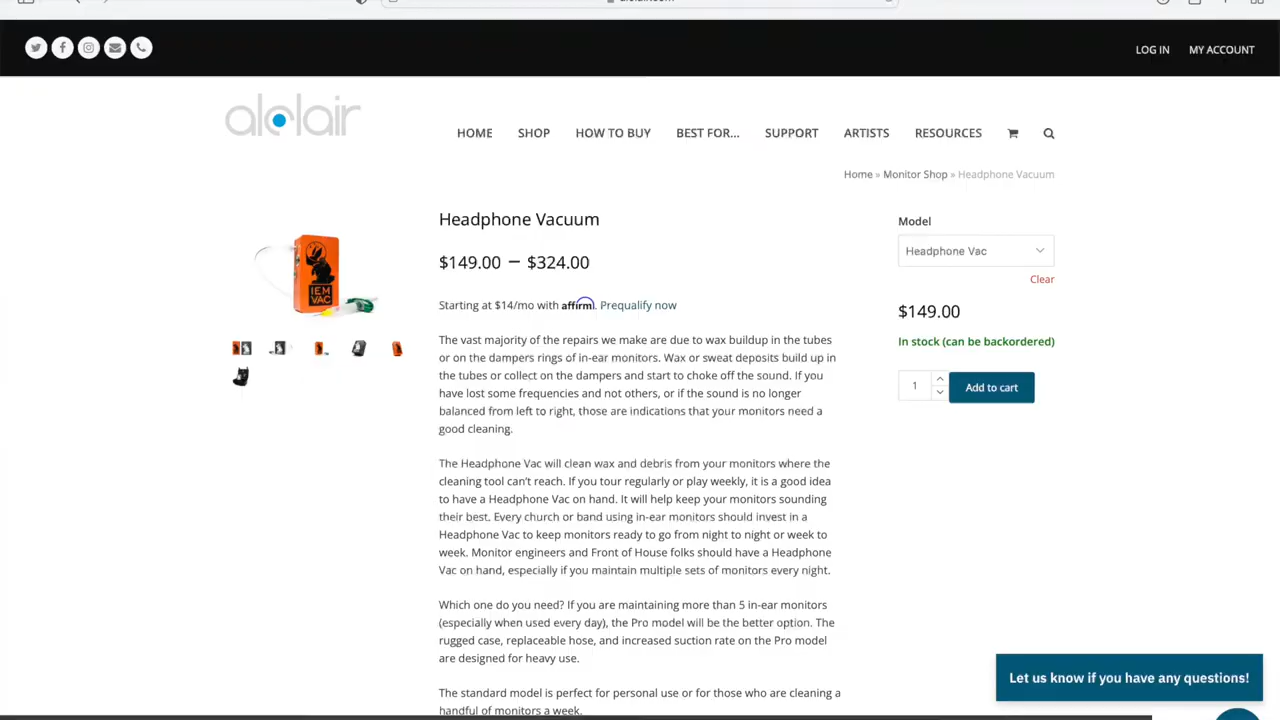 LOG IN
MY ACCOUNT
alclair
HOME
SHOP
HOW TO BUY
BEST FOR...
SUPPORT
ARTISTS
RESOURCES
Home » Monitor Shop » Headphone Vacuum
Headphone Vacuum
$149.00 – $324.00
Starting at $14/mo with affirm. Prequalify now
The vast majority of the repairs we make are due to wax buildup in the tubes
or on the dampers rings of in-ear monitors. Wax or sweat deposits build up in
the tubes or collect on the dampers and start to choke off the sound. If you
have lost some frequencies and not others, or if the sound is no longer
balanced from left to right, those are indications that your monitors need a
good cleaning.
The Headphone Vac will clean wax and debris from your monitors where the
cleaning tool can't reach. If you tour regularly or play weekly, it is a good idea
to have a Headphone Vac on hand. It will help keep your monitors sounding
their best. Every church or band using in-ear monitors should invest in a
Headphone Vac to keep monitors ready to go from night to night or week to
week. Monitor engineers and Front of House folks should have a Headphone
Vac on hand, especially if you maintain multiple sets of monitors every night.
Which one do you need? If you are maintaining more than 5 in-ear monitors
(especially when used every day), the Pro model will be the better option. The
rugged case, replaceable hose, and increased suction rate on the Pro model
are designed for heavy use.
The standard model is perfect for personal use or for those who are cleaning a
handful of monitors a week.
IEM
VAC
Model
Headphone Vac
Clear
$149.00
In stock (can be backordered)
1
Add to cart
Let us know if you have any questions!